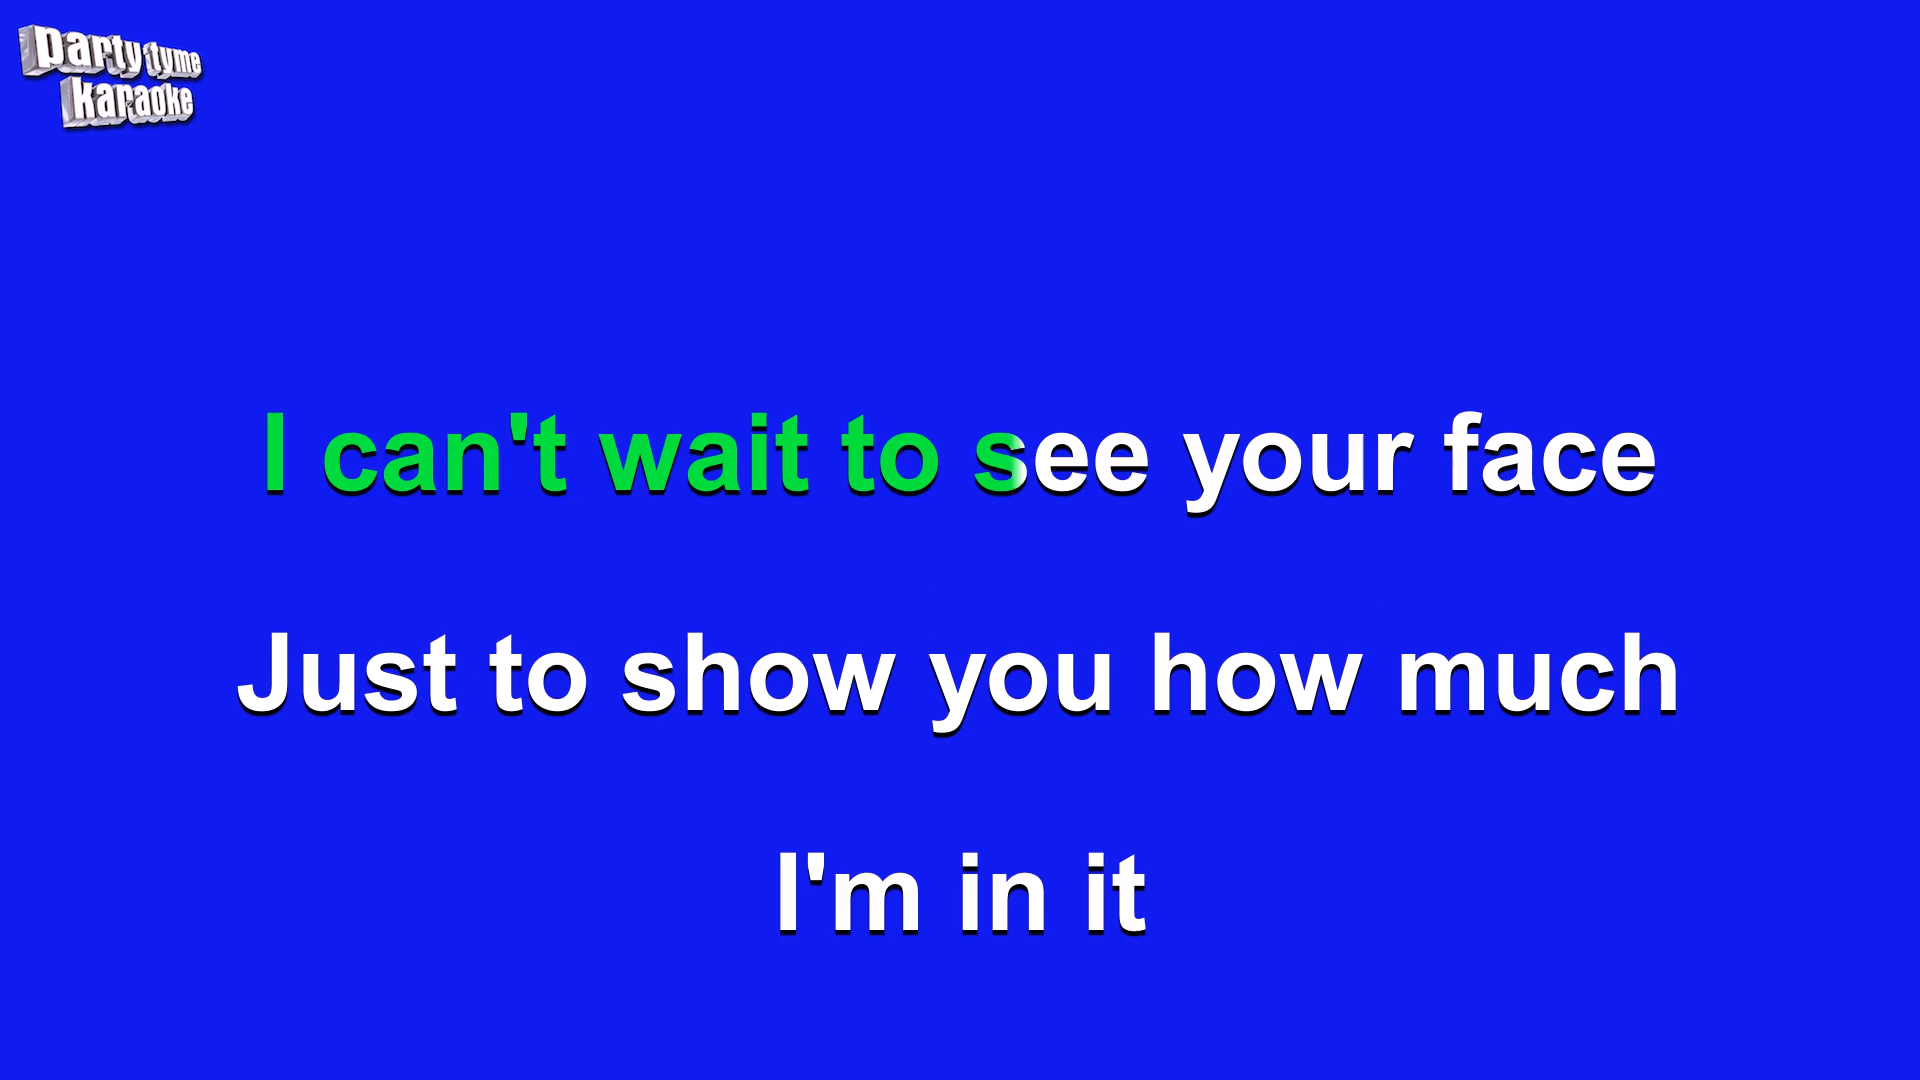 party tyme
karaoke
I can't wait to see your face
Just to show you how much
I'm in it